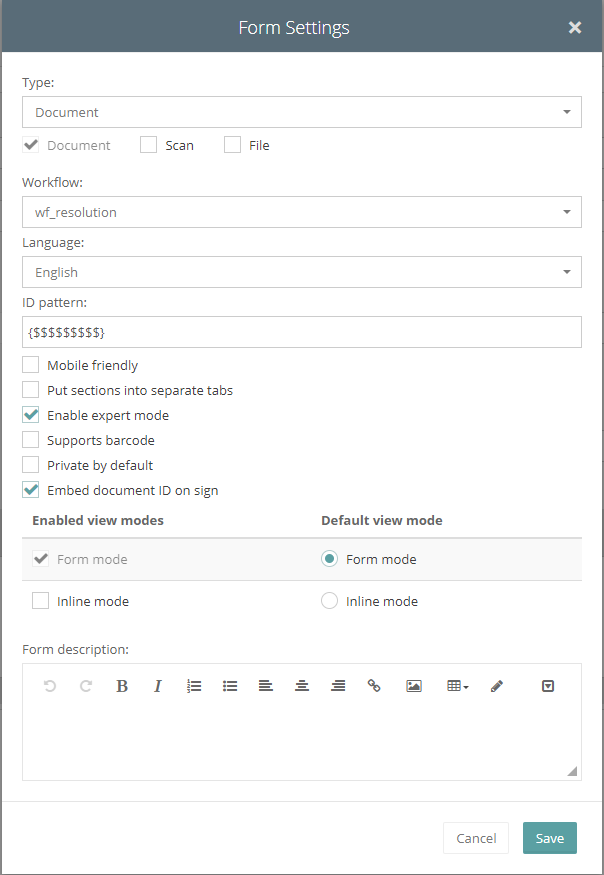 Form Settings
Type:
Document
Document Scan File
Workflow:
wf_resolution
Language:
English
ID pattern:
{$$$$$$$$$}
Mobile friendly
Put sections into separate tabs
Enable expert mode
Supports barcode
Private by default
Embed document ID on sign
Enabled view modes Default view mode
Form mode Form mode
Inline mode Inline mode
Form description:
B I
Cancel Save